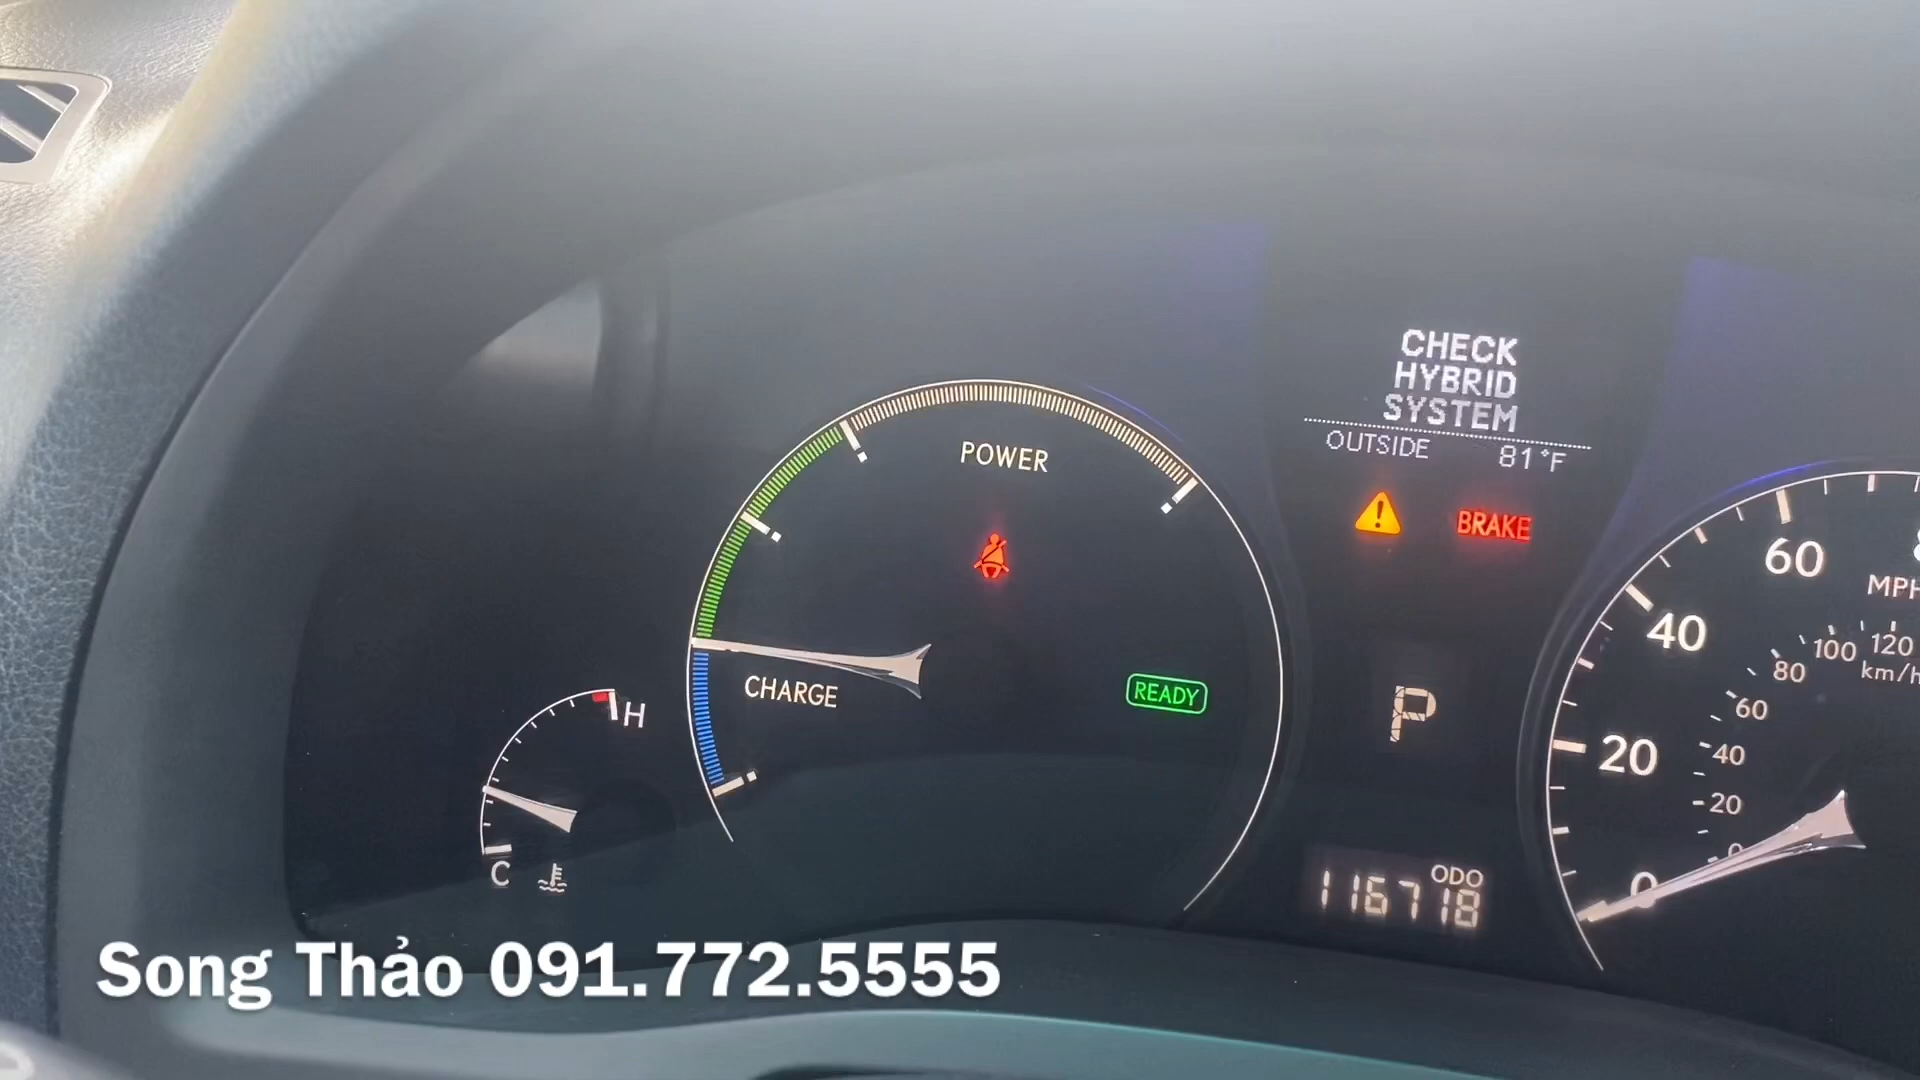 CHECK
HYBRID
SYSTEM
OUTSIDE 81°F
BRAKE
POWER
CHARGE
READY
H
C
P
ODO
116718
60
40
20
0
MPH
120
100
80
60
40
20
0
km/h
Song Thảo 091.772.5555